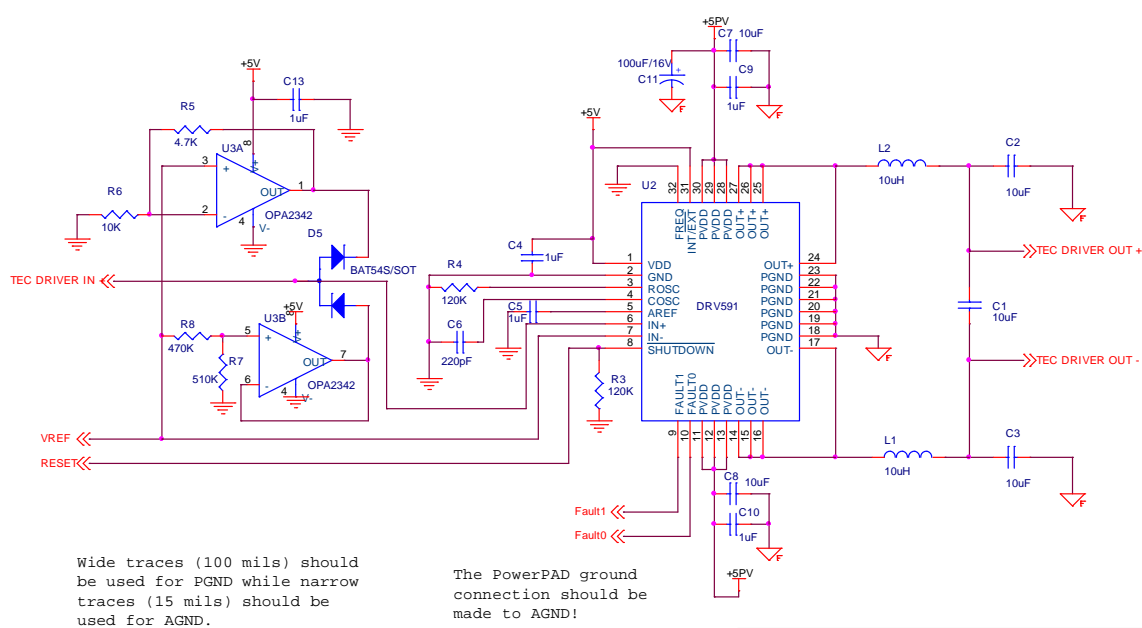 +5V
C13
1uF
R5
4.7K
U3A
3
+
8
V+
OUT
1
2
-
4
V-
OPA2342
R6
10K
D5
BAT54S/SOT
TEC DRIVER IN +
U3B
+5V
8
V+
5
+
OUT
7
6
-
4
V-
OPA2342
R8
470K
R7
510K
VREF
RESET
+5PV
C7
10uF
100uF/16V
+
C11
C9
1uF
+5V
U2
32
31
30
29
28
27
26
25
FREQ
INT/EXT
PVDD
PVDD
PVDD
OUT+
OUT+
OUT+
C4
1uF
R4
120K
C5
1uF
C6
220pF
R3
120K
1 VDD
2 GND
3 ROSC
4 COSC
5 AREF
6 IN+
7 IN-
8 SHUTDOWN
DRV591
OUT+ 24
PGND 23
PGND 22
PGND 21
PGND 20
PGND 19
PGND 18
OUT- 17
F
FAULT1
FAULT0
PVDD
PVDD
PVDD
OUT-
OUT-
OUT-
9
10
11
12
13
14
15
16
L2
10uH
C2
10uF
F
TEC DRIVER OUT +
C1
10uF
TEC DRIVER OUT -
L1
10uH
C3
10uF
F
C8
10uF
C10
1uF
F
+5PV
Fault1
Fault0
Wide traces (100 mils) should
be used for PGND while narrow
traces (15 mils) should be
used for AGND.
The PowerPAD ground
connection should be
made to AGND!